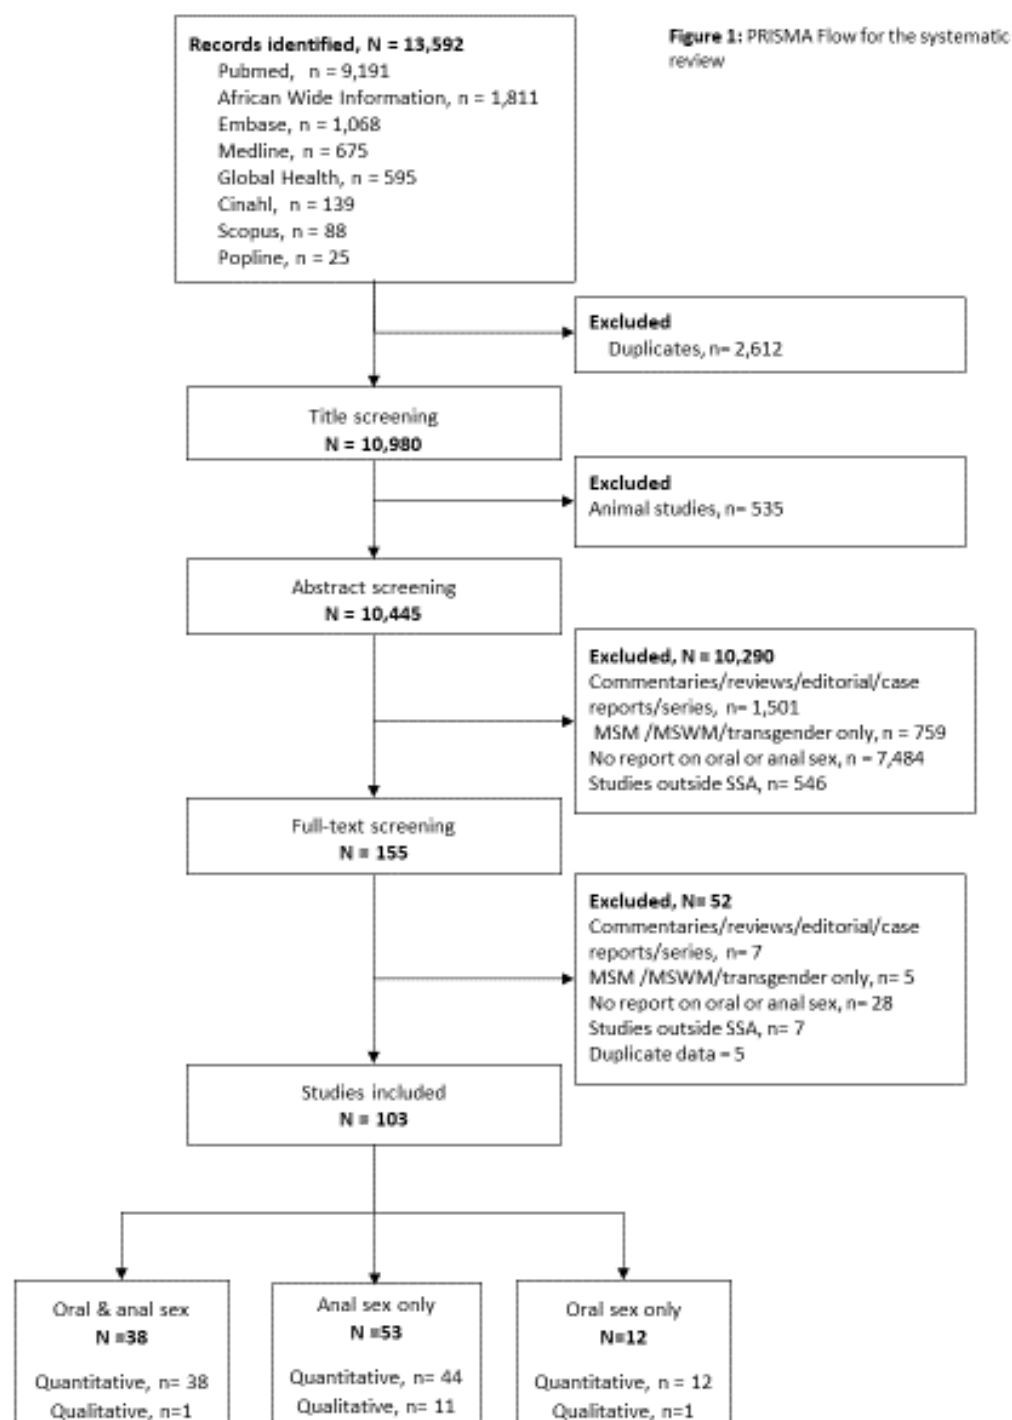 Figure 1: PRISMA Flow for the systematic
review
Records identified, N = 13,592
Pubmed, n = 9,191
African Wide Information, n = 1,811
Embase, n = 1,068
Medline, n = 675
Global Health, n = 595
Cinahl, n = 139
Scopus, n = 88
Popline, n = 25
Excluded
Duplicates, n= 2,612
Title screening
N = 10,980
Excluded
Animal studies, n= 535
Abstract screening
N = 10,445
Excluded, N = 10,290
Commentaries/reviews/editorial/case
reports/series, n= 1,501
MSM /MSWM/transgender only, n = 759
No report on oral or anal sex, n = 7,484
Studies outside SSA, n= 546
Full-text screening
N = 155
Excluded, N= 52
Commentaries/reviews/editorial/case
reports/series, n= 7
MSM /MSWM/transgender only, n= 5
No report on oral or anal sex, n= 28
Studies outside SSA, n= 7
Duplicate data = 5
Studies included
N = 103
Oral & anal sex
N =38
Quantitative, n= 38
Qualitative, n=1
Anal sex only
N =53
Quantitative, n= 44
Qualitative, n= 11
Oral sex only
N=12
Quantitative, n = 12
Qualitative, n=1